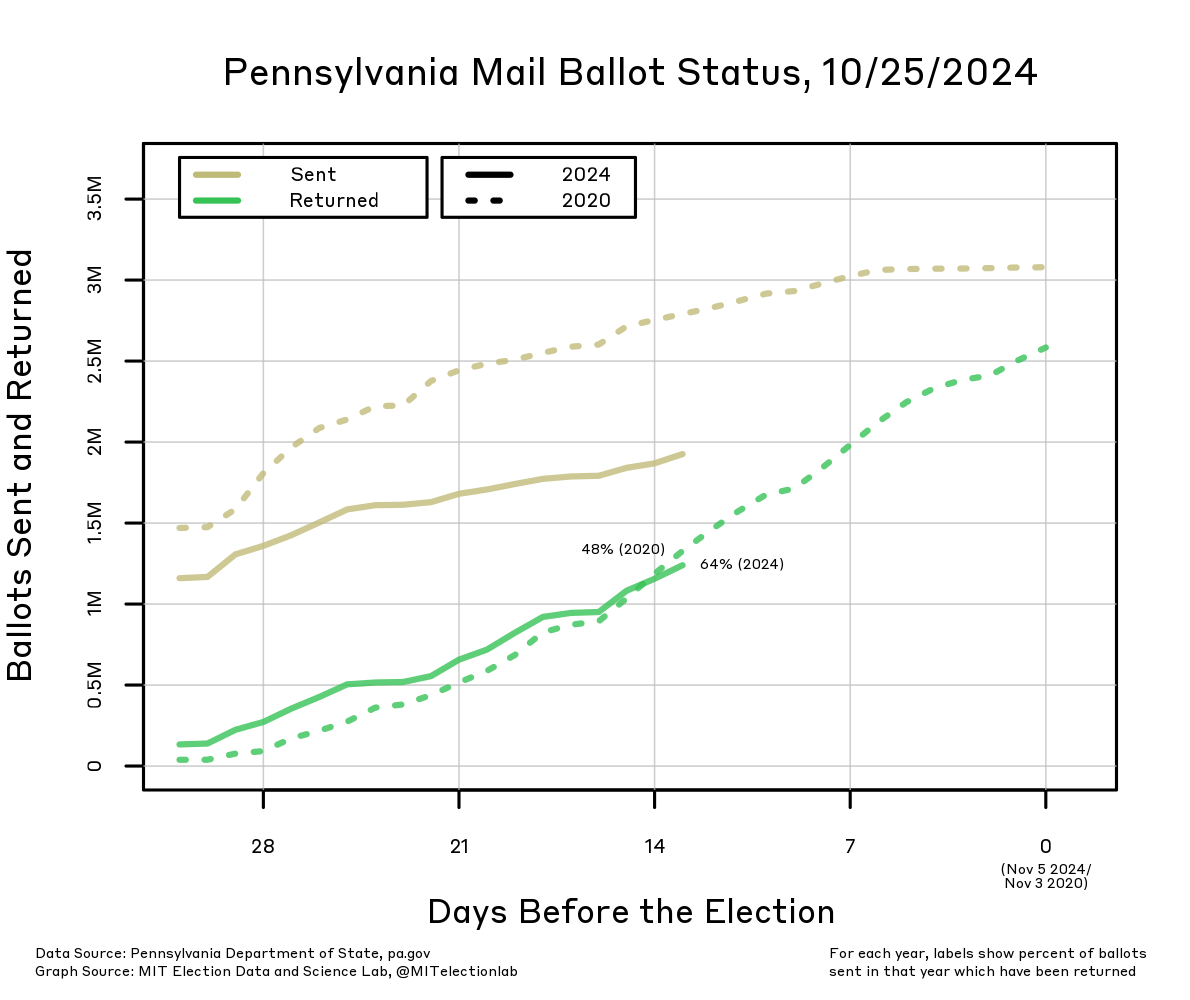 Pennsylvania Mail Ballot Status, 10/25/2024
Sent
Returned
2024
2020
Ballots Sent and Returned
3.5M
3M
2.5M
2M
1.5M
1M
0.5M
0
48% (2020)
64% (2024)
28
21
14
7
0
(Nov 5 2024/
Nov 3 2020)
Days Before the Election
Data Source: Pennsylvania Department of State, pa.gov
Graph Source: MIT Election Data and Science Lab, @MITelectionlab
For each year, labels show percent of ballots
sent in that year which have been returned